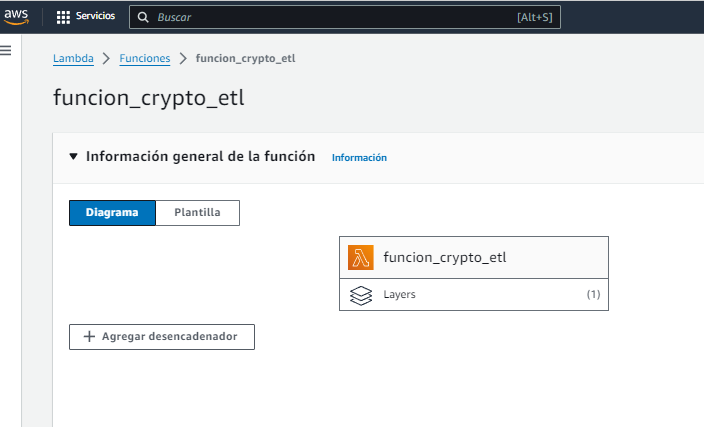 aws Servicios Buscar [Alt+S]
Lambda > Funciones > funcion_crypto_etl
funcion_crypto_etl
Información general de la función Información
Diagrama Plantilla
funcion_crypto_etl
Layers (1)
+ Agregar desencadenador